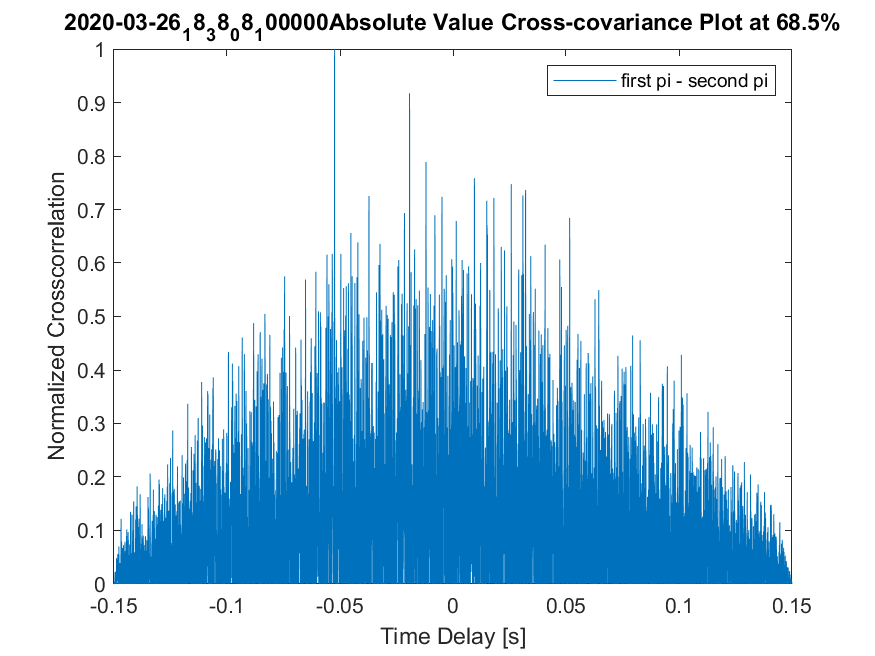 2020-03-26₁8₃8₀8₁00000Absolute Value Cross-covariance Plot at 68.5%
first pi - second pi
Normalized Crosscorrelation
1
0.9
0.8
0.7
0.6
0.5
0.4
0.3
0.2
0.1
0
-0.15 -0.1 -0.05 0 0.05 0.1 0.15
Time Delay [s]